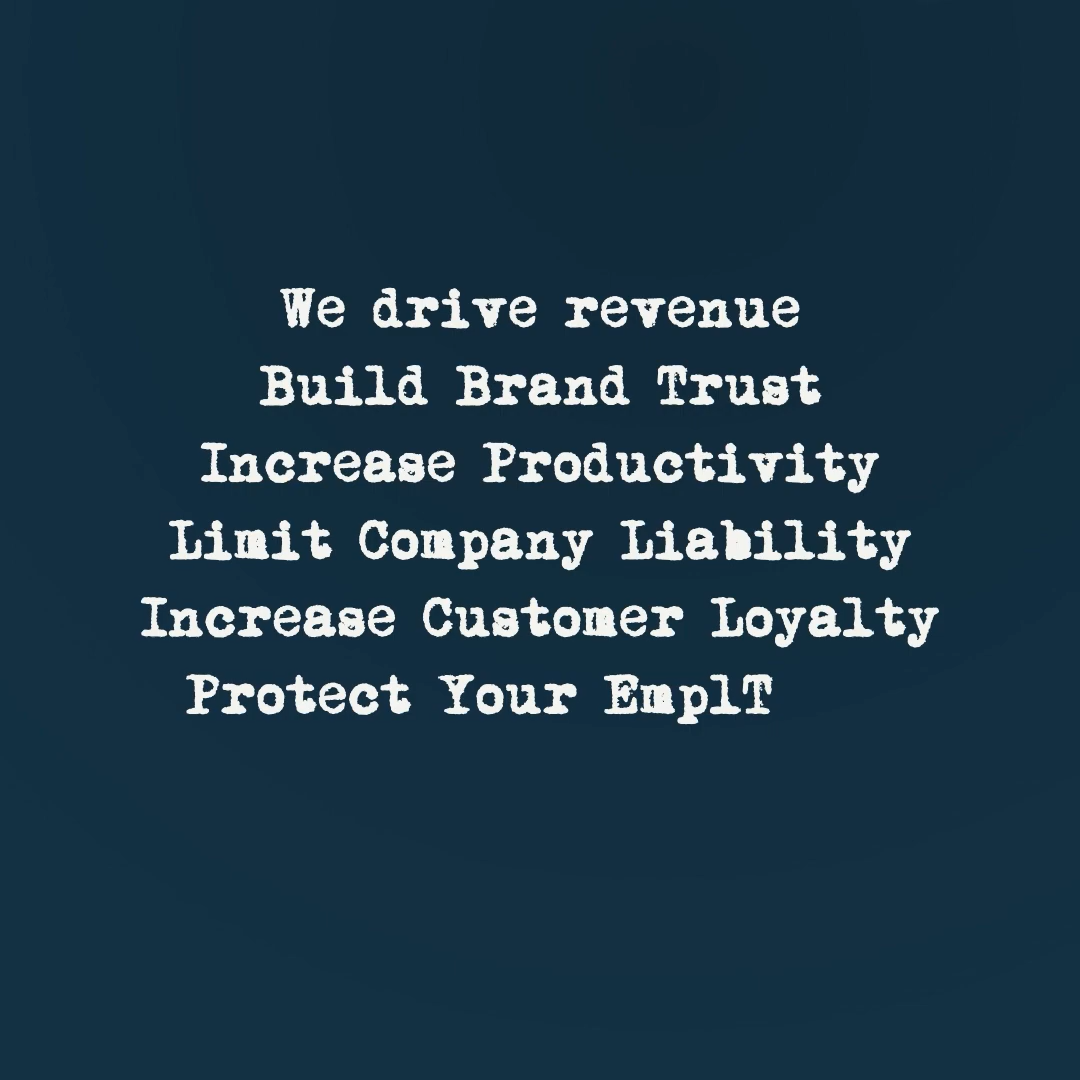 We drive revenue
Build Brand Trust
Increase Productivity
Limit Company Liability
Increase Customer Loyalty
Protect Your EmplT